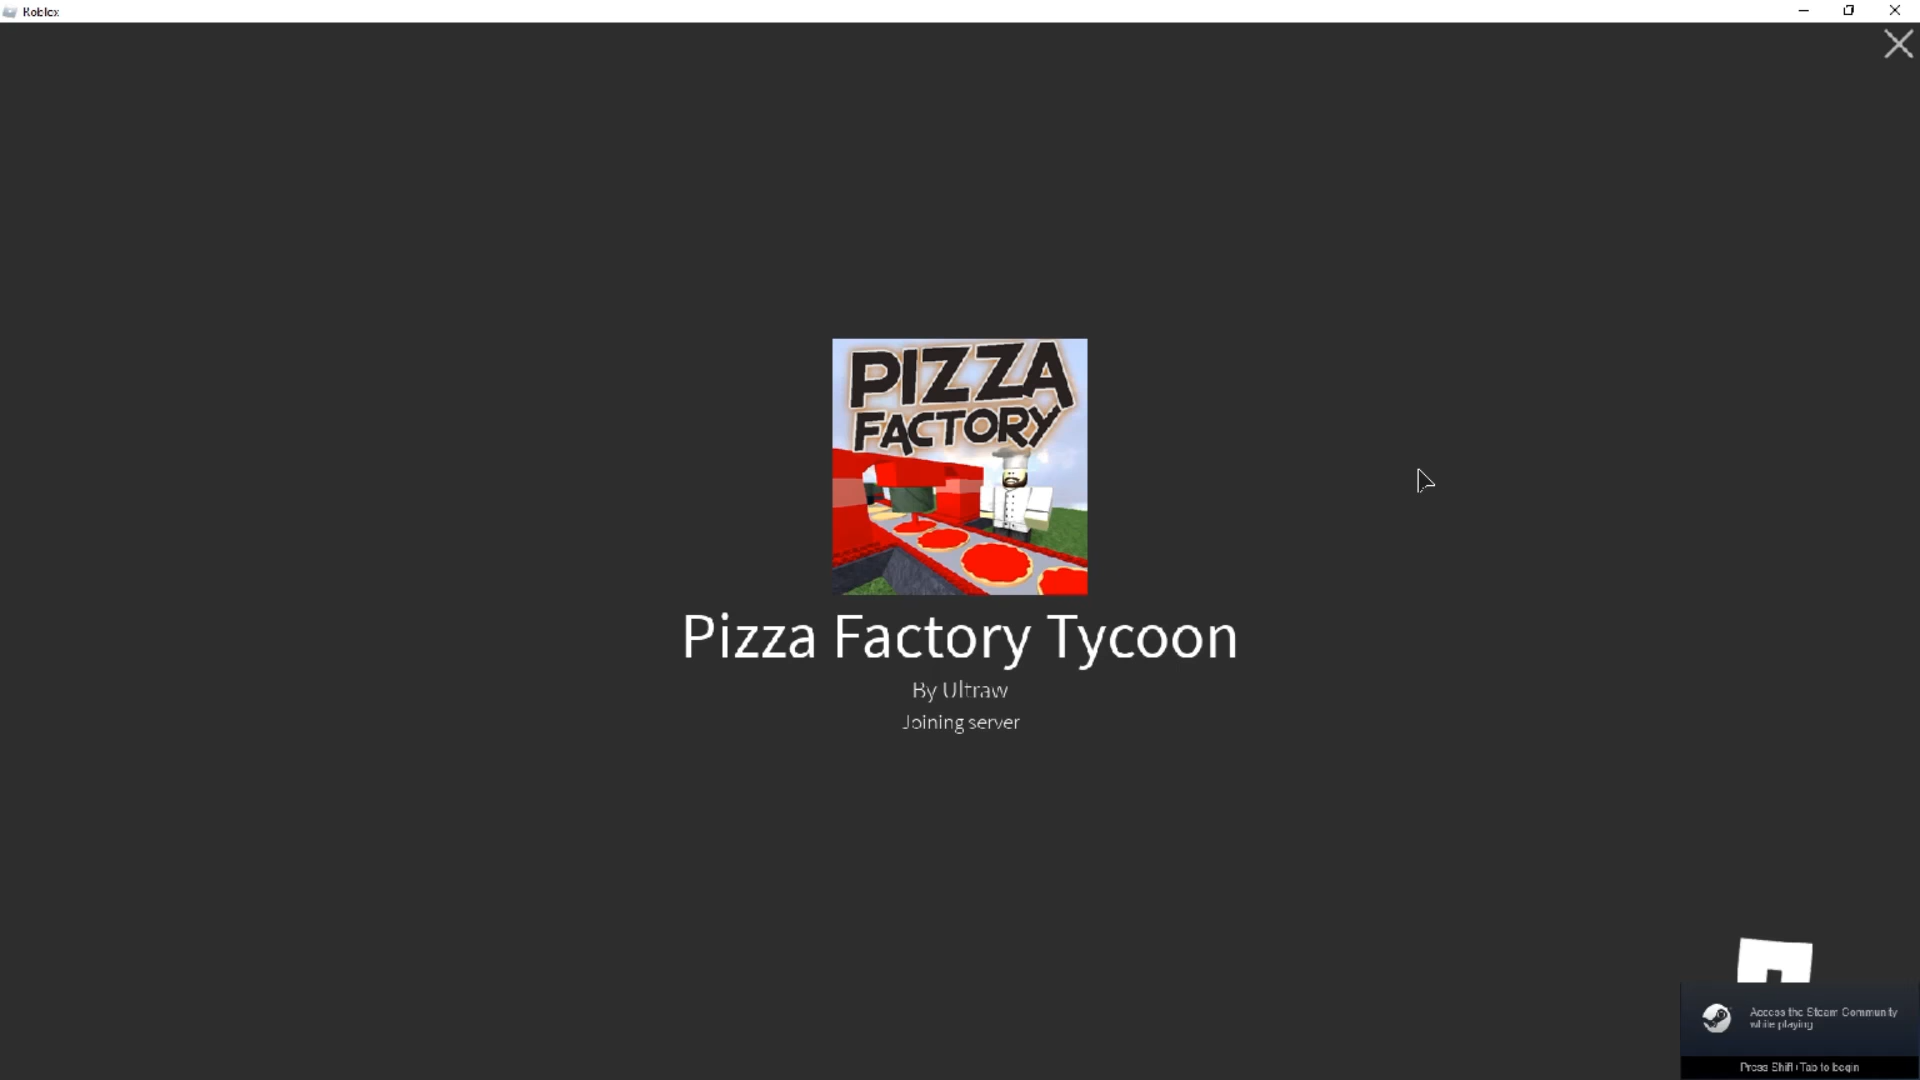 Roblox
PIZZA
FACTORY
Pizza Factory Tycoon
By Ultraw
Joining server
Access the Steam Community
while playing
Press Shift+Tab to begin